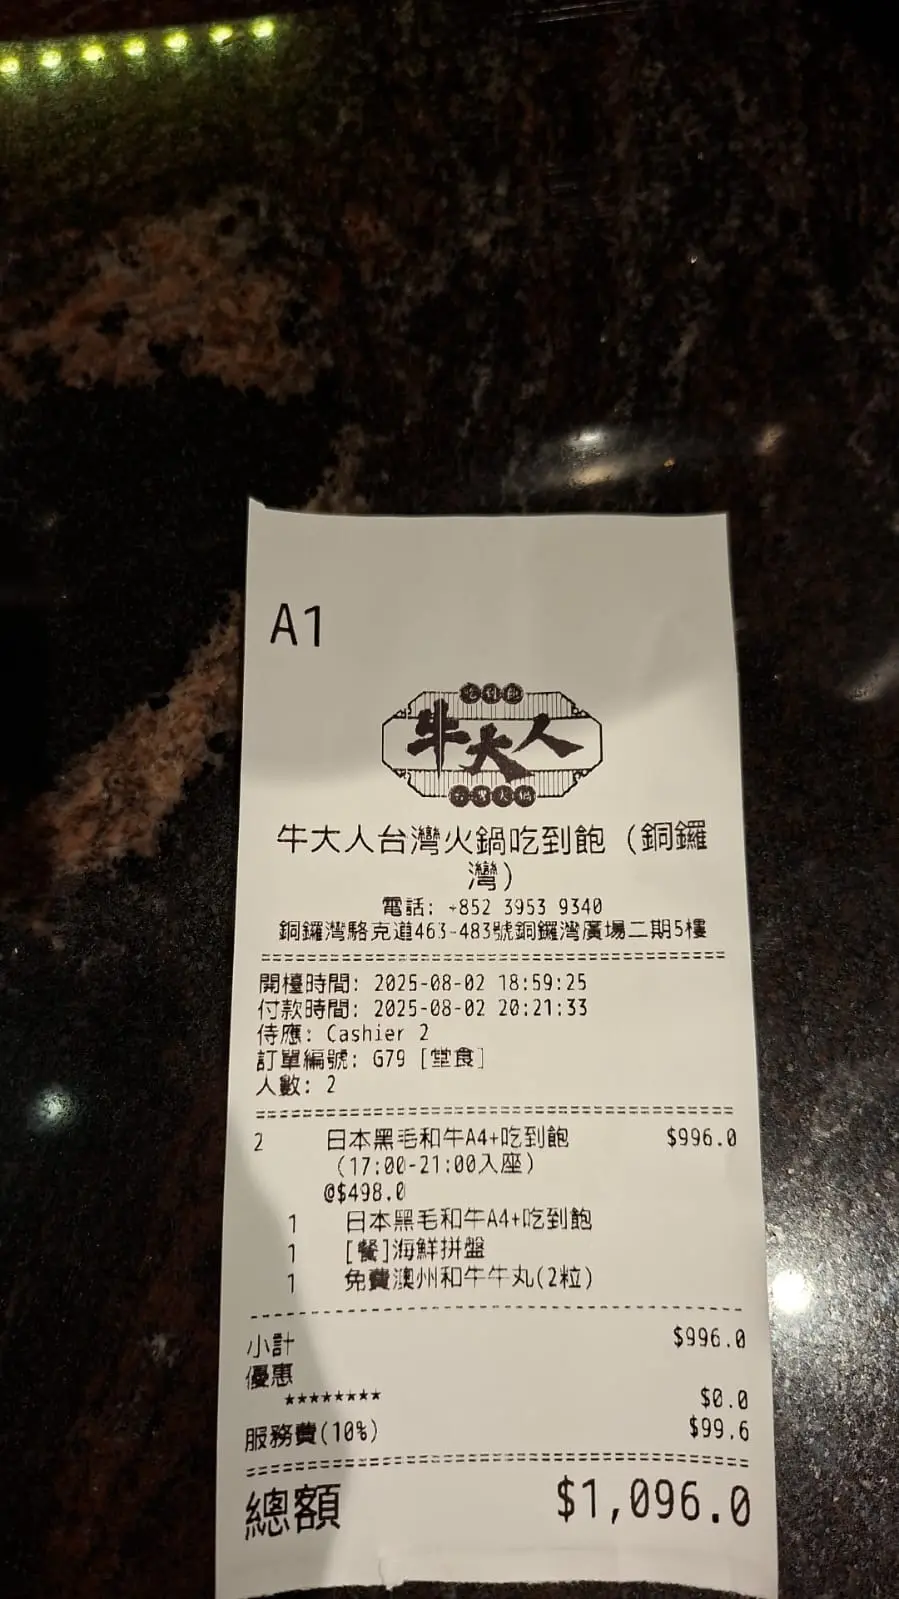 A1
吃到飽
牛大人
台灣火鍋
牛大人台灣火鍋吃到飽 (銅鑼
灣)
電話: +852 3953 9340
銅鑼灣駱克道463-483號銅鑼灣廣場二期5樓
開檯時間: 2025-08-02 18:59:25
付款時間: 2025-08-02 20:21:33
侍應: Cashier 2
訂單編號: G79 [堂食]
人數: 2
2 日本黑毛和牛A4+吃到飽 $996.0
(17:00-21:00入座)
@$498.0
1 日本黑毛和牛A4+吃到飽
1 [餐]海鮮拼盤
1 免費澳州和牛牛丸(2粒)
小計 $996.0
優惠
******** $0.0
服務費(10%) $99.6
總額 $1,096.0